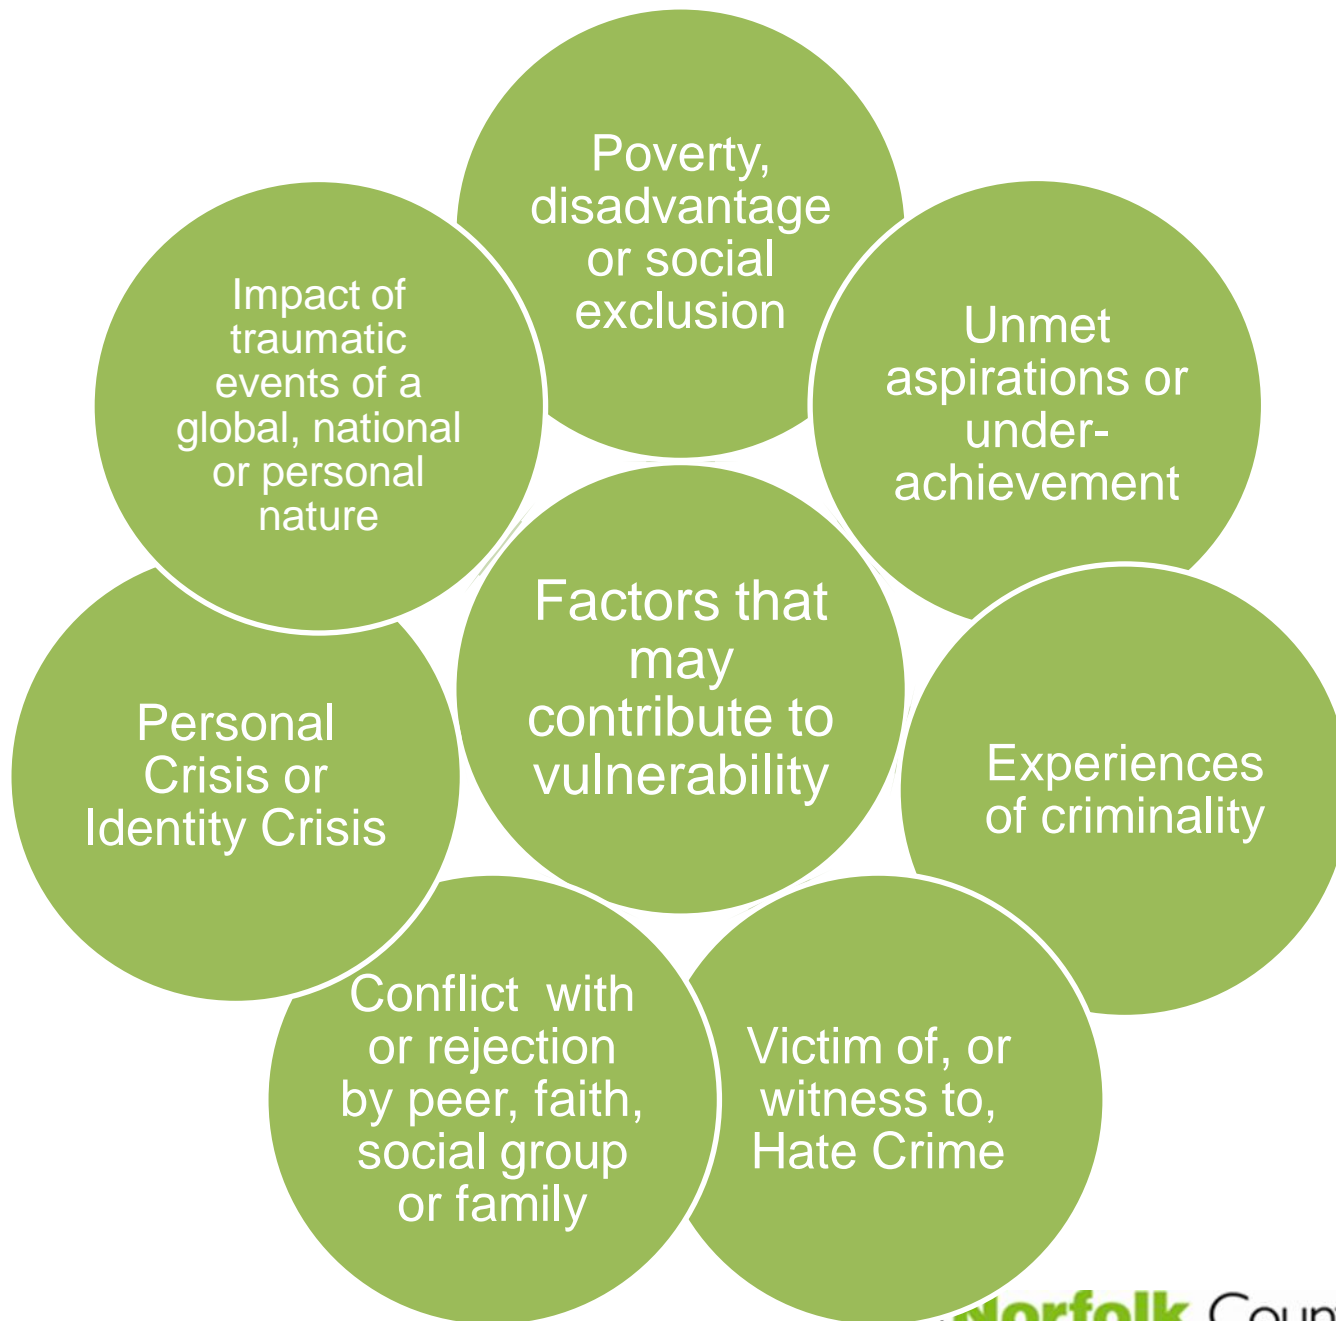 Poverty,
disadvantage
or social
exclusion
Unmet
aspirations or
under-
achievement
Experiences
of criminality
Victim of, or
witness to,
Hate Crime
Conflict with
or rejection
by peer, faith,
social group
or family
Personal
Crisis or
Identity Crisis
Impact of
traumatic
events of a
global, national
or personal
nature
Factors that
may
contribute to
vulnerability
Norfolk